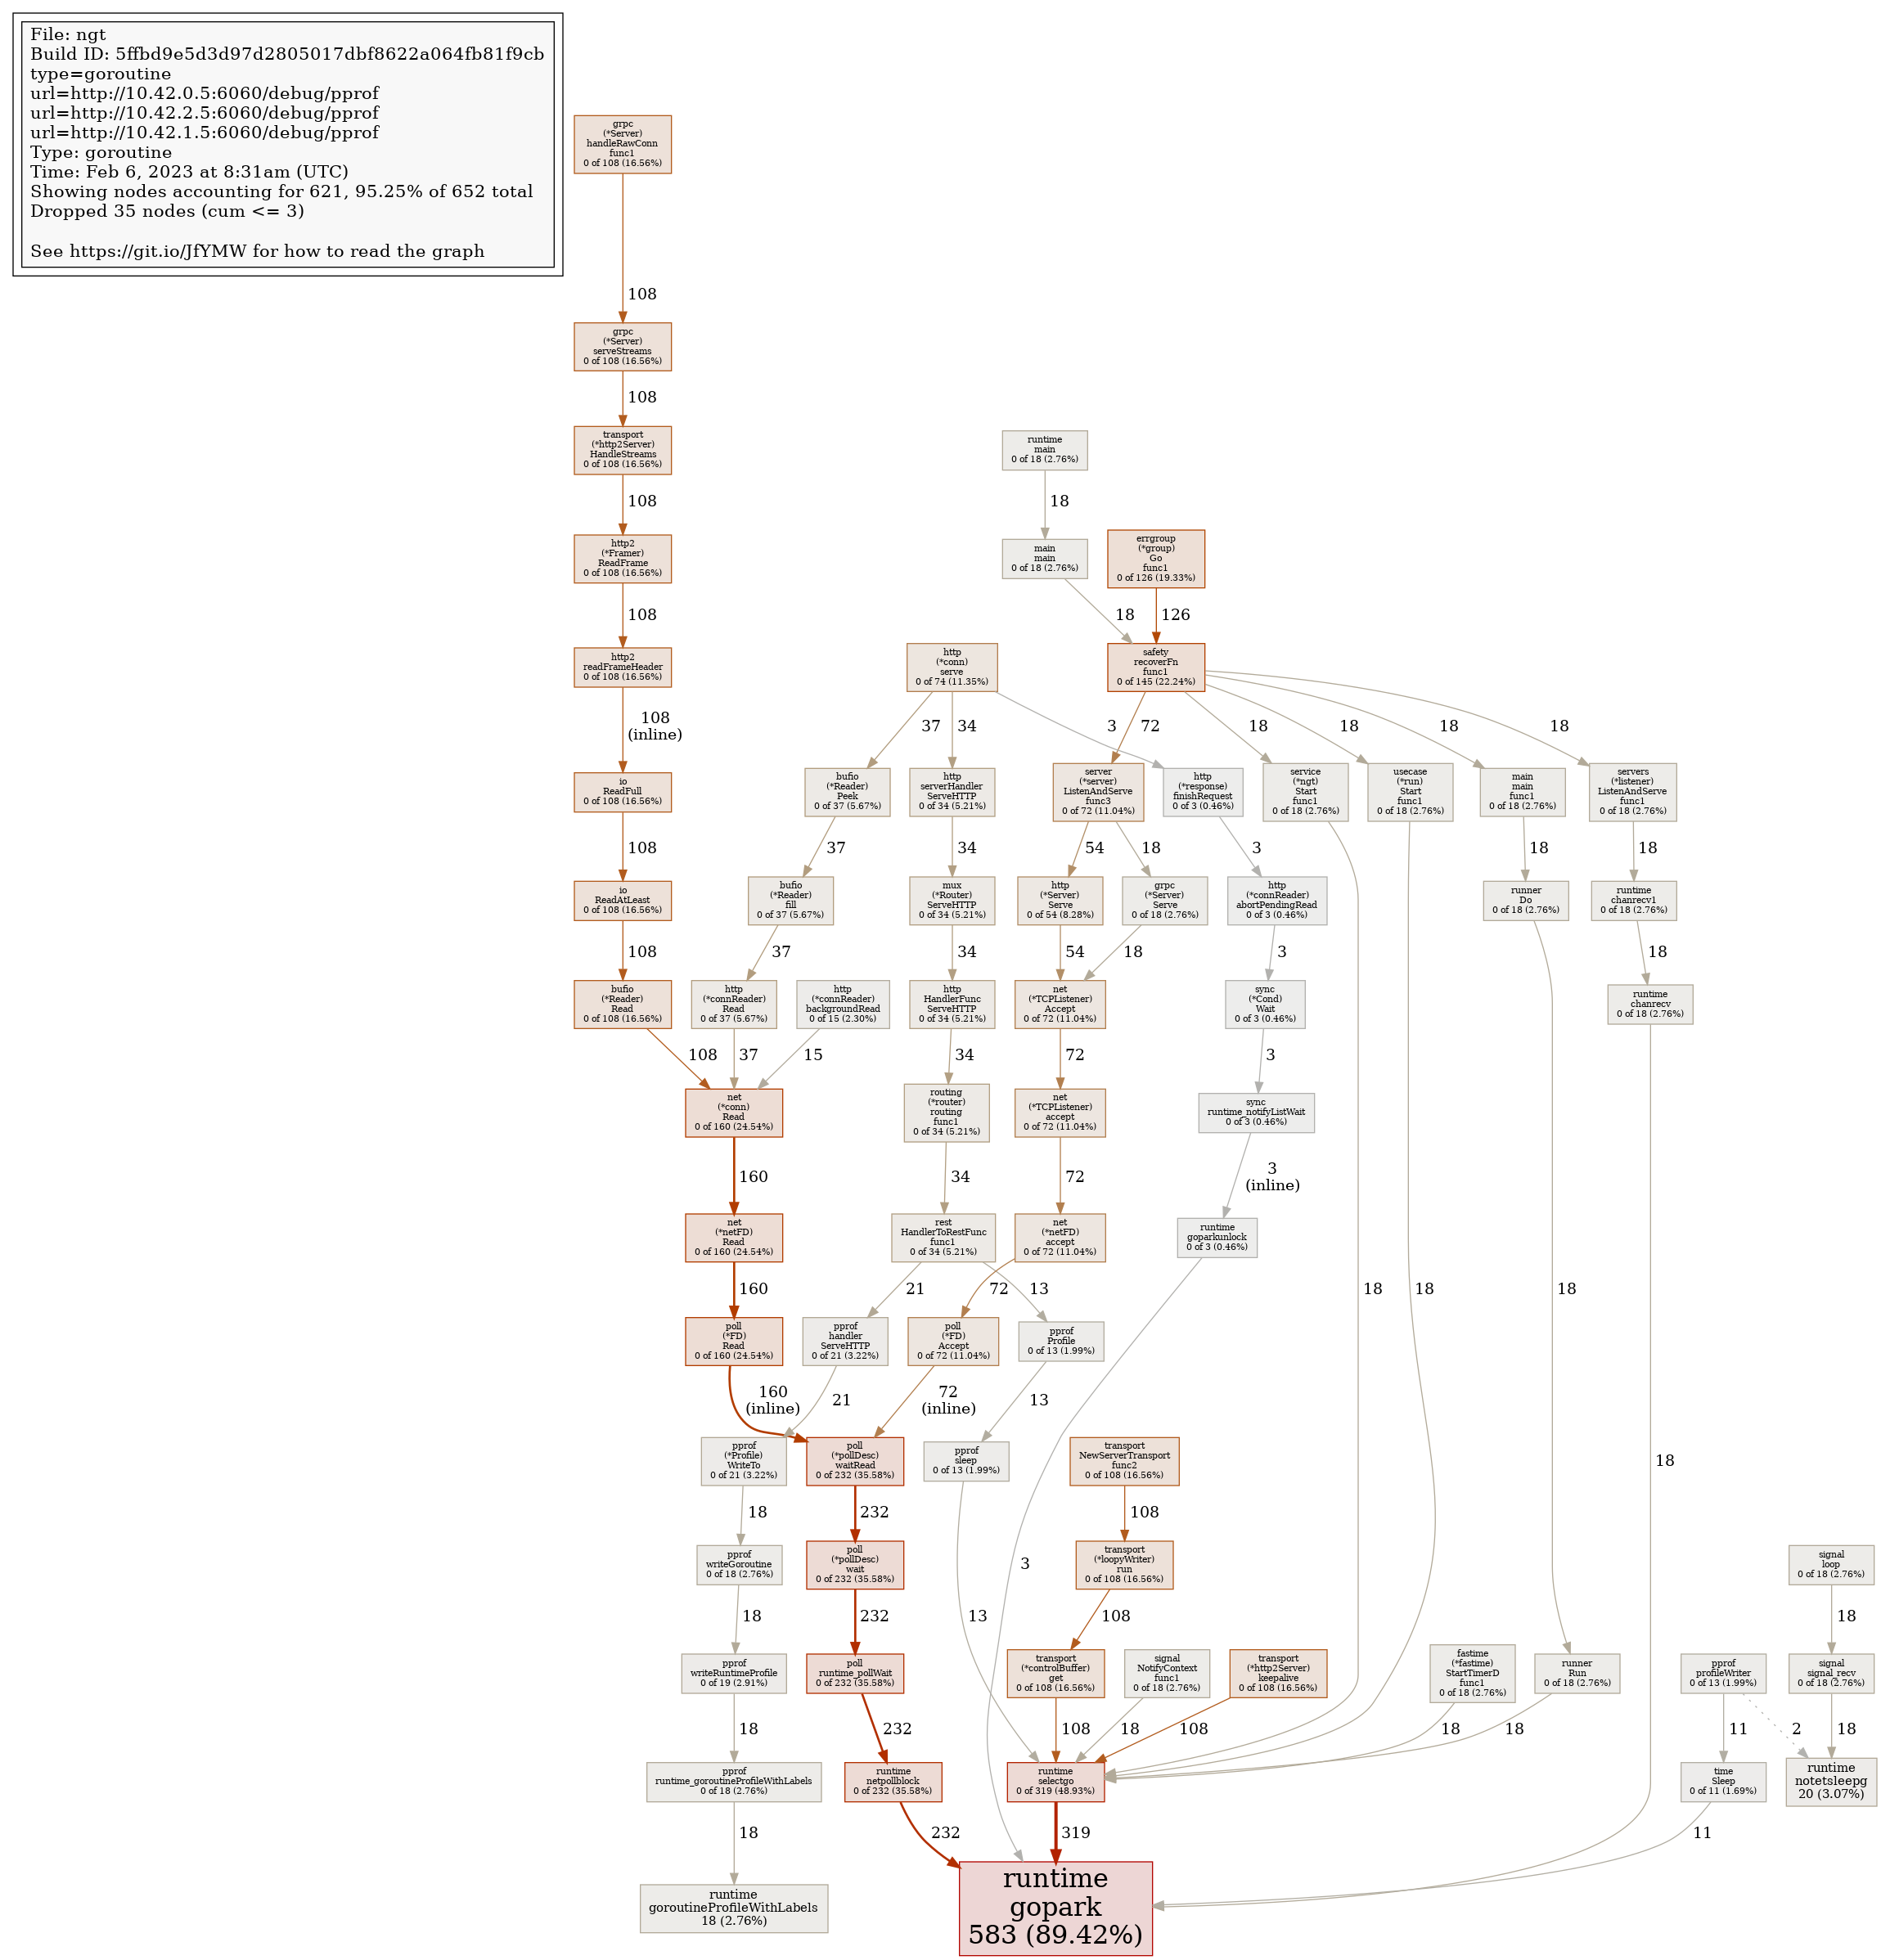 File: ngt
Build ID: 5ffbd9e5d3d97d2805017dbf8622a064fb81f9cb
type=goroutine
url=http://10.42.0.5:6060/debug/pprof
url=http://10.42.2.5:6060/debug/pprof
url=http://10.42.1.5:6060/debug/pprof
Type: goroutine
Time: Feb 6, 2023 at 8:31am (UTC)
Showing nodes accounting for 621, 95.25% of 652 total
Dropped 35 nodes (cum <= 3)
See https://git.io/JfYMW for how to read the graph
grpc
(*Server)
handleRawConn
func1
0 of 108 (16.56%)
108
grpc
(*Server)
serveStreams
0 of 108 (16.56%)
108
transport
(*http2Server)
HandleStreams
0 of 108 (16.56%)
108
http2
(*Framer)
ReadFrame
0 of 108 (16.56%)
108
http2
readFrameHeader
0 of 108 (16.56%)
108
(inline)
io
ReadFull
0 of 108 (16.56%)
108
io
ReadAtLeast
0 of 108 (16.56%)
108
bufio
(*Reader)
Read
0 of 108 (16.56%)
108
runtime
main
0 of 18 (2.76%)
18
main
main
0 of 18 (2.76%)
18
errgroup
(*group)
Go
func1
0 of 126 (19.33%)
126
http
(*conn)
serve
0 of 74 (11.35%)
37
34
3
safety
recoverFn
func1
0 of 145 (22.24%)
72
18
18
18
18
bufio
(*Reader)
Peek
0 of 37 (5.67%)
37
http
serverHandler
ServeHTTP
0 of 34 (5.21%)
34
server
(*server)
ListenAndServe
func3
0 of 72 (11.04%)
54
18
http
(*response)
finishRequest
0 of 3 (0.46%)
3
service
(*ngt)
Start
func1
0 of 18 (2.76%)
18
usecase
(*run)
Start
func1
0 of 18 (2.76%)
18
main
main
func1
0 of 18 (2.76%)
18
servers
(*listener)
ListenAndServe
func1
0 of 18 (2.76%)
18
bufio
(*Reader)
fill
0 of 37 (5.67%)
37
mux
(*Router)
ServeHTTP
0 of 34 (5.21%)
34
http
(*Server)
Serve
0 of 54 (8.28%)
54
grpc
(*Server)
Serve
0 of 18 (2.76%)
18
http
(*connReader)
abortPendingRead
0 of 3 (0.46%)
3
runner
Do
0 of 18 (2.76%)
18
runtime
chanrecv1
0 of 18 (2.76%)
18
http
(*connReader)
Read
0 of 37 (5.67%)
37
http
(*connReader)
backgroundRead
0 of 15 (2.30%)
15
http
HandlerFunc
ServeHTTP
0 of 34 (5.21%)
34
net
(*TCPListener)
Accept
0 of 72 (11.04%)
72
sync
(*Cond)
Wait
0 of 3 (0.46%)
3
runtime
chanrecv
0 of 18 (2.76%)
18
net
(*conn)
Read
0 of 160 (24.54%)
160
routing
(*router)
routing
func1
0 of 34 (5.21%)
34
net
(*TCPListener)
accept
0 of 72 (11.04%)
72
sync
runtime_notifyListWait
0 of 3 (0.46%)
3
(inline)
net
(*netFD)
Read
0 of 160 (24.54%)
160
rest
HandlerToRestFunc
func1
0 of 34 (5.21%)
21
13
net
(*netFD)
accept
0 of 72 (11.04%)
72
runtime
goparkunlock
0 of 3 (0.46%)
3
poll
(*FD)
Read
0 of 160 (24.54%)
160
(inline)
pprof
handler
ServeHTTP
0 of 21 (3.22%)
21
poll
(*FD)
Accept
0 of 72 (11.04%)
72
(inline)
pprof
Profile
0 of 13 (1.99%)
13
pprof
(*Profile)
WriteTo
0 of 21 (3.22%)
18
poll
(*pollDesc)
waitRead
0 of 232 (35.58%)
232
pprof
sleep
0 of 13 (1.99%)
13
transport
NewServerTransport
func2
0 of 108 (16.56%)
108
pprof
writeGoroutine
0 of 18 (2.76%)
18
poll
(*pollDesc)
wait
0 of 232 (35.58%)
232
transport
(*loopyWriter)
run
0 of 108 (16.56%)
108
signal
loop
0 of 18 (2.76%)
18
pprof
writeRuntimeProfile
0 of 19 (2.91%)
18
poll
runtime_pollWait
0 of 232 (35.58%)
232
transport
(*controlBuffer)
get
0 of 108 (16.56%)
108
signal
NotifyContext
func1
0 of 18 (2.76%)
18
transport
(*http2Server)
keepalive
0 of 108 (16.56%)
108
fastime
(*fastime)
StartTimerD
func1
0 of 18 (2.76%)
18
runner
Run
0 of 18 (2.76%)
18
pprof
profileWriter
0 of 13 (1.99%)
11
2
signal
signal_recv
0 of 18 (2.76%)
18
pprof
runtime_goroutineProfileWithLabels
0 of 18 (2.76%)
18
runtime
netpollblock
0 of 232 (35.58%)
232
runtime
selectgo
0 of 319 (48.93%)
319
time
Sleep
0 of 11 (1.69%)
11
runtime
notetsleepg
20 (3.07%)
runtime
goroutineProfileWithLabels
18 (2.76%)
runtime
gopark
583 (89.42%)